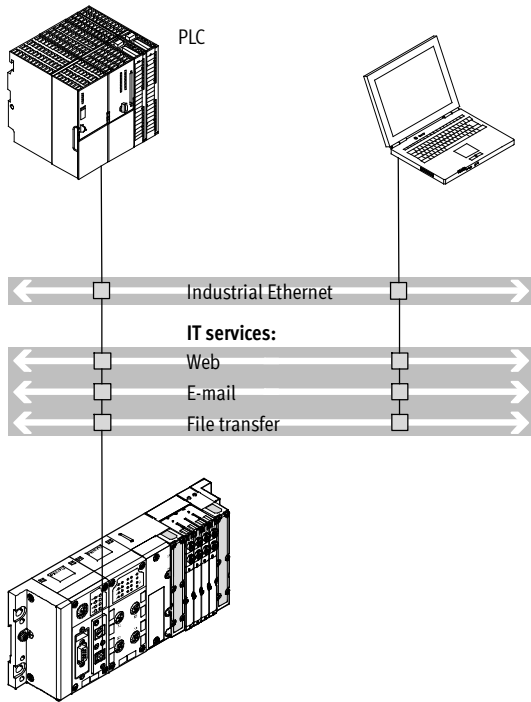 PLC
Industrial Ethernet
IT services:
Web
E-mail
File transfer